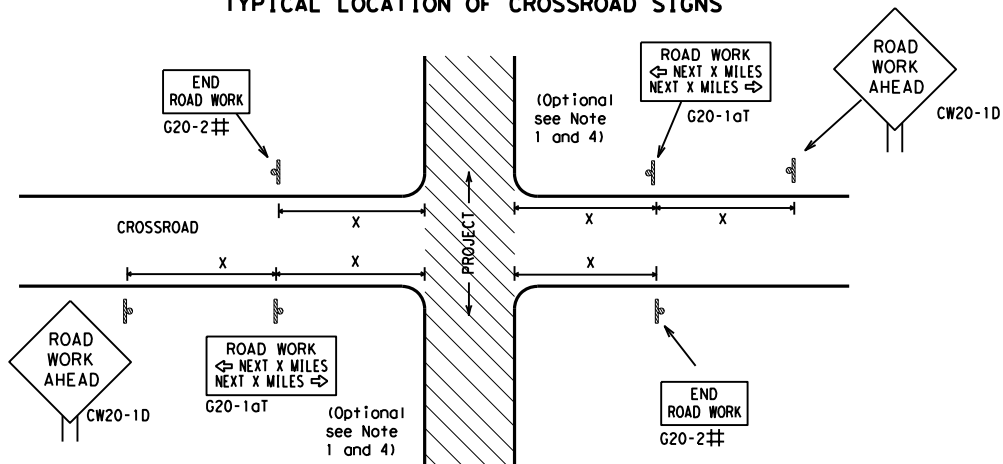 TYPICAL LOCATION OF CROSSROAD SIGNS
END
ROAD WORK
G20-2#
(Optional
see Note
1 and 4)
ROAD WORK
⇦ NEXT X MILES
NEXT X MILES ⇨
G20-1aT
ROAD
WORK
AHEAD
CW20-1D
X
X
X
CROSSROAD
PROJECT
X
X
X
ROAD
WORK
AHEAD
CW20-1D
ROAD WORK
⇦ NEXT X MILES
NEXT X MILES ⇨
G20-1aT
(Optional
see Note
1 and 4)
END
ROAD WORK
G20-2#